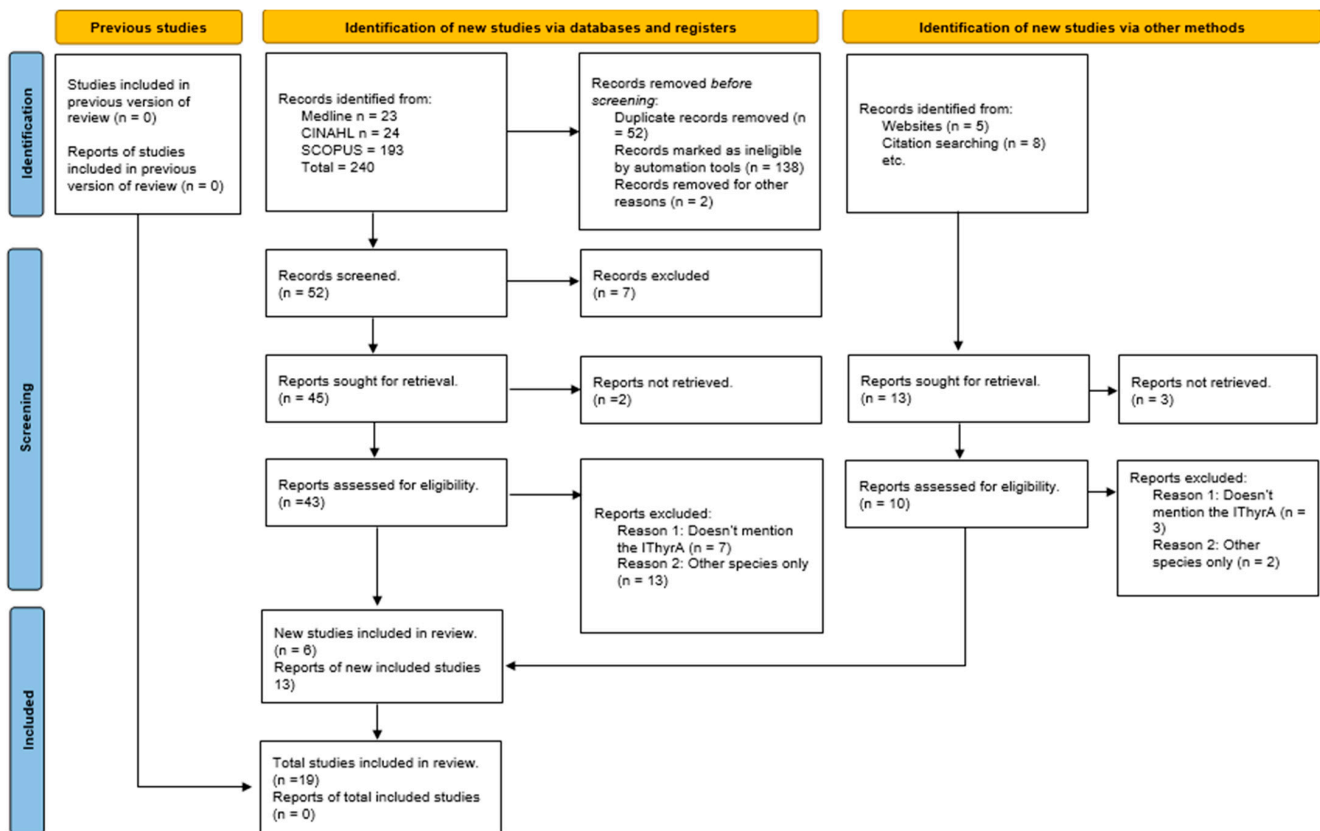 Previous studies
Identification of new studies via databases and registers
Identification of new studies via other methods
Identification
Studies included in
previous version of
review (n = 0)
Reports of studies
included in previous
version of review (n = 0)
Records identified from:
Medline n = 23
CINAHL n = 24
SCOPUS = 193
Total = 240
Records removed before
screening:
Duplicate records removed (n
= 52)
Records marked as ineligible
by automation tools (n = 138)
Records removed for other
reasons (n = 2)
Records identified from:
Websites (n = 5)
Citation searching (n = 8)
etc.
Screening
Records screened.
(n = 52)
Records excluded
(n = 7)
Reports sought for retrieval.
(n = 45)
Reports not retrieved.
(n =2)
Reports sought for retrieval.
(n = 13)
Reports not retrieved.
(n = 3)
Reports assessed for eligibility.
(n =43)
Reports excluded:
Reason 1: Doesn't mention
the IThyrA (n = 7)
Reason 2: Other species only
(n = 13)
Reports assessed for eligibility.
(n = 10)
Reports excluded:
Reason 1: Doesn't
mention the IThyrA (n =
3)
Reason 2: Other
species only (n = 2)
Included
New studies included in review.
(n = 6)
Reports of new included studies
13)
Total studies included in review.
(n =19)
Reports of total included studies
(n = 0)